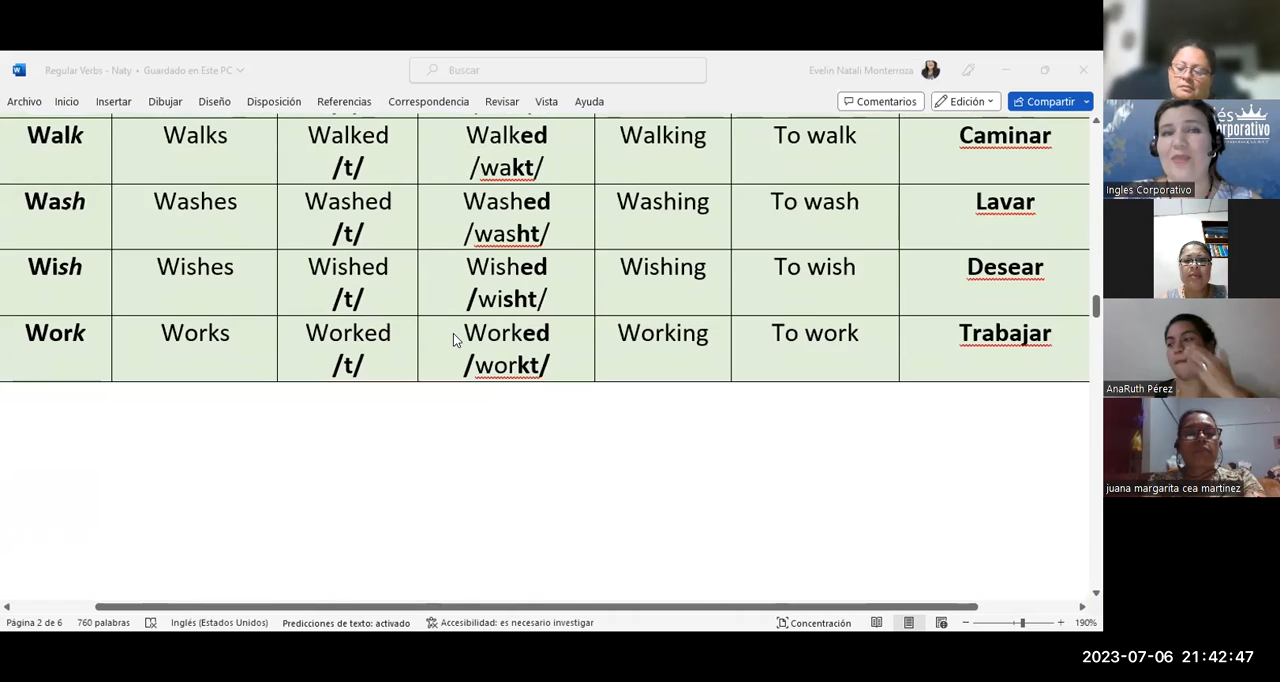 Regular Verbs - Naty • Guardado en Este PC
Buscar
Evelin Natali Monterroza
Archivo Inicio Insertar Dibujar Diseño Disposición Referencias Correspondencia Revisar Vista Ayuda
Comentarios Edición Compartir
Walk Walks Walked Walked Walking To walk Caminar
/t/ /wakt/
Wash Washes Washed Washed Washing To wash Lavar
/t/ /washt/
Wish Wishes Wished Wished Wishing To wish Desear
/t/ /wisht/
Work Works Worked Worked Working To work Trabajar
/t/ /workt/
Página 2 de 6 760 palabras Inglés (Estados Unidos) Predicciones de texto: activado Accesibilidad: es necesario investigar Concentración 190%
és
orporativo
Ingles Corporativo
AnaRuth Pérez
juana margarita cea martinez
2023-07-06 21:42:47